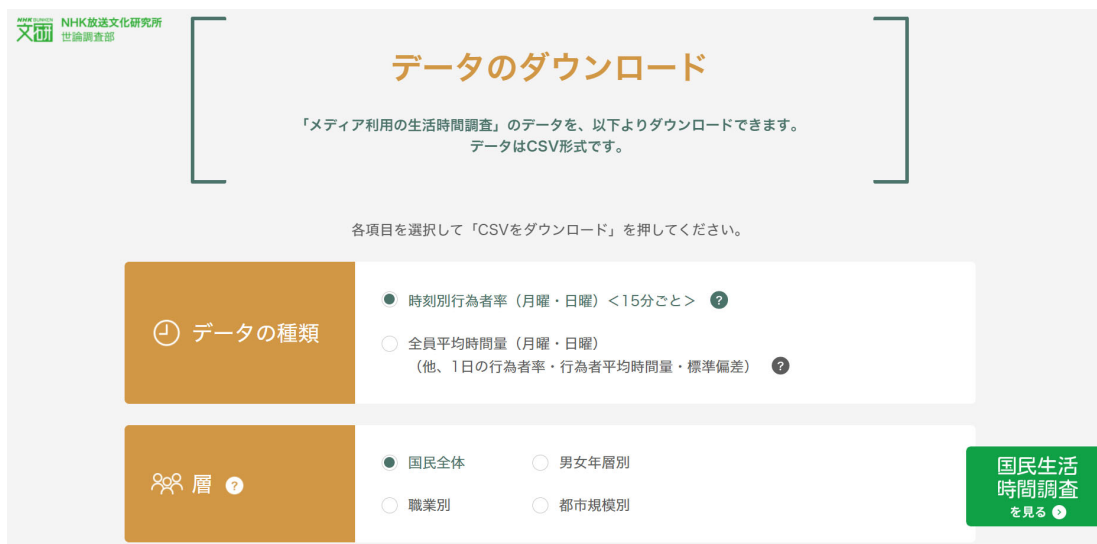 NHK BUNKEN
文研
NHK放送文化研究所
世論調査部
データのダウンロード
「メディア利用の生活時間調査」のデータを、以下よりダウンロードできます。
データはCSV形式です。
各項目を選択して「CSVをダウンロード」を押してください。
データの種類
時刻別行為者率（月曜・日曜）＜15分ごと＞ ?
全員平均時間量（月曜・日曜）
（他、1日の行為者率・行為者平均時間量・標準偏差） ?
層 ?
国民全体
男女年層別
職業別
都市規模別
国民生活
時間調査
を見る